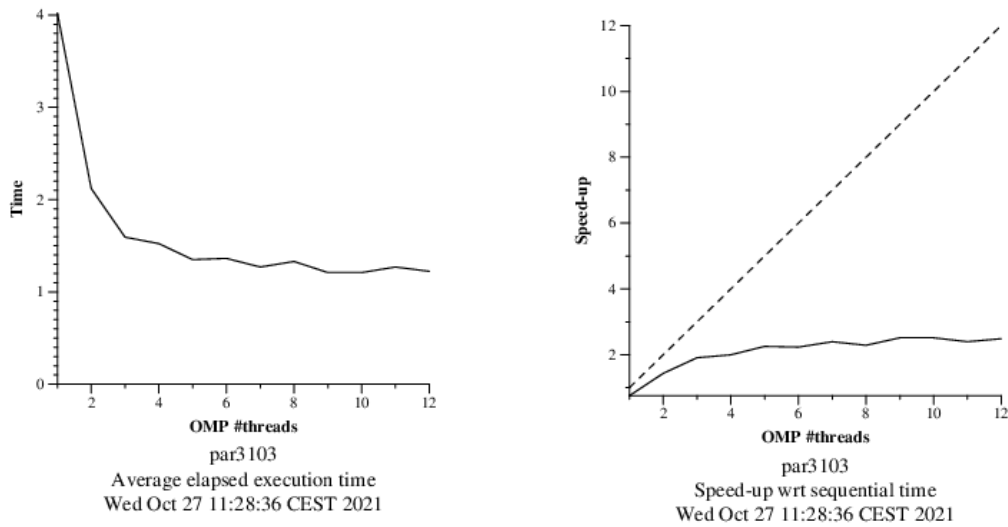 4
3
2
1
0
Time
2
4
6
8
10
12
OMP #threads
par3103
Average elapsed execution time
Wed Oct 27 11:28:36 CEST 2021
12
10
8
6
4
2
Speed-up
2
4
6
8
10
12
OMP #threads
par3103
Speed-up wrt sequential time
Wed Oct 27 11:28:36 CEST 2021